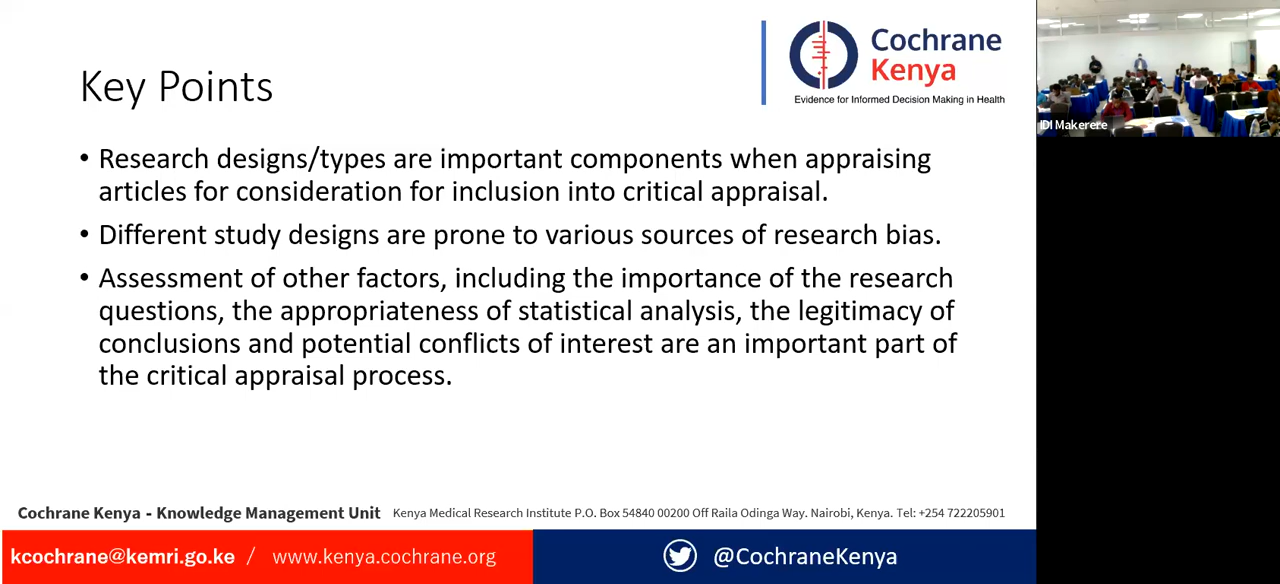 Key Points
Cochrane
Kenya
Evidence for Informed Decision Making in Health
• Research designs/types are important components when appraising
articles for consideration for inclusion into critical appraisal.
• Different study designs are prone to various sources of research bias.
• Assessment of other factors, including the importance of the research
questions, the appropriateness of statistical analysis, the legitimacy of
conclusions and potential conflicts of interest are an important part of
the critical appraisal process.
Cochrane Kenya - Knowledge Management Unit Kenya Medical Research Institute P.O. Box 54840 00200 Off Raila Odinga Way. Nairobi, Kenya. Tel: +254 722205901
kcochrane@kemri.go.ke / www.kenya.cochrane.org
@CochraneKenya
IDI Makerere